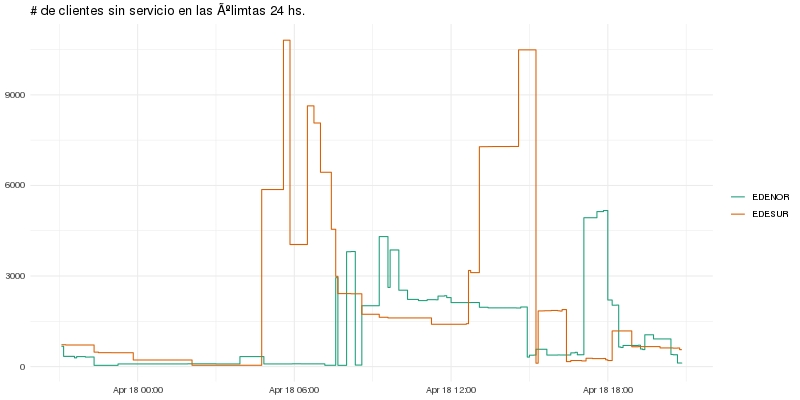 # de clientes sin servicio en las Ãºlimtas 24 hs.
9000
6000
3000
0
Apr 18 00:00
Apr 18 06:00
Apr 18 12:00
Apr 18 18:00
EDENOR
EDESUR